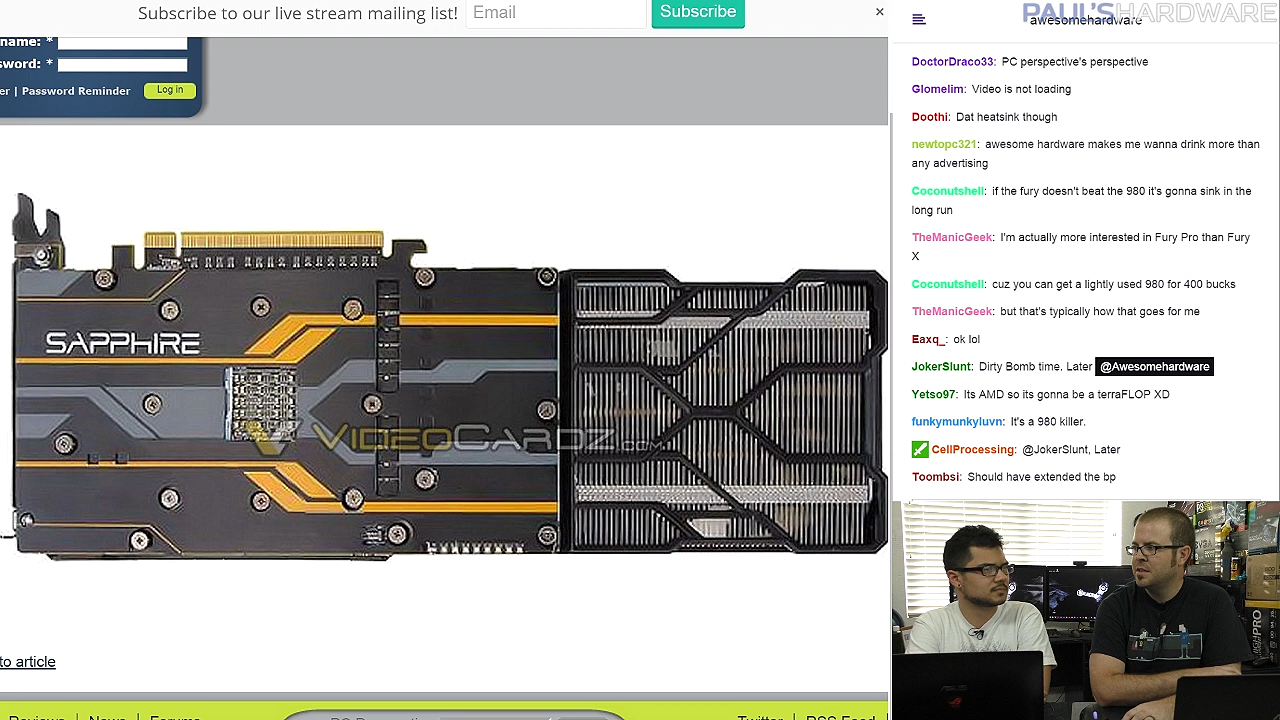 Subscribe to our live stream mailing list!
Email
Subscribe
×
name: *
sword: *
er | Password Reminder
Log in
SAPPHIRE
VIDEOCARDZ.COM
to article
Reviews | News | Forums
Twitter | RSS Feed
PAUL'SHARDWARE
awesomehardware
DoctorDraco33: PC perspective's perspective
Glomelim: Video is not loading
Doothi: Dat heatsink though
newtopc321: awesome hardware makes me wanna drink more than
any advertising
Coconutshell: if the fury doesn't beat the 980 it's gonna sink in the
long run
TheManicGeek: I'm actually more interested in Fury Pro than Fury
X
Coconutshell: cuz you can get a lightly used 980 for 400 bucks
TheManicGeek: but that's typically how that goes for me
Eaxq_: ok lol
JokerSlunt: Dirty Bomb time. Later @Awesomehardware
Yetso97: Its AMD so its gonna be a terraFLOP XD
funkymunkyluvn: It's a 980 killer.
CellProcessing: @JokerSlunt, Later
Toombsi: Should have extended the bp
ASUS